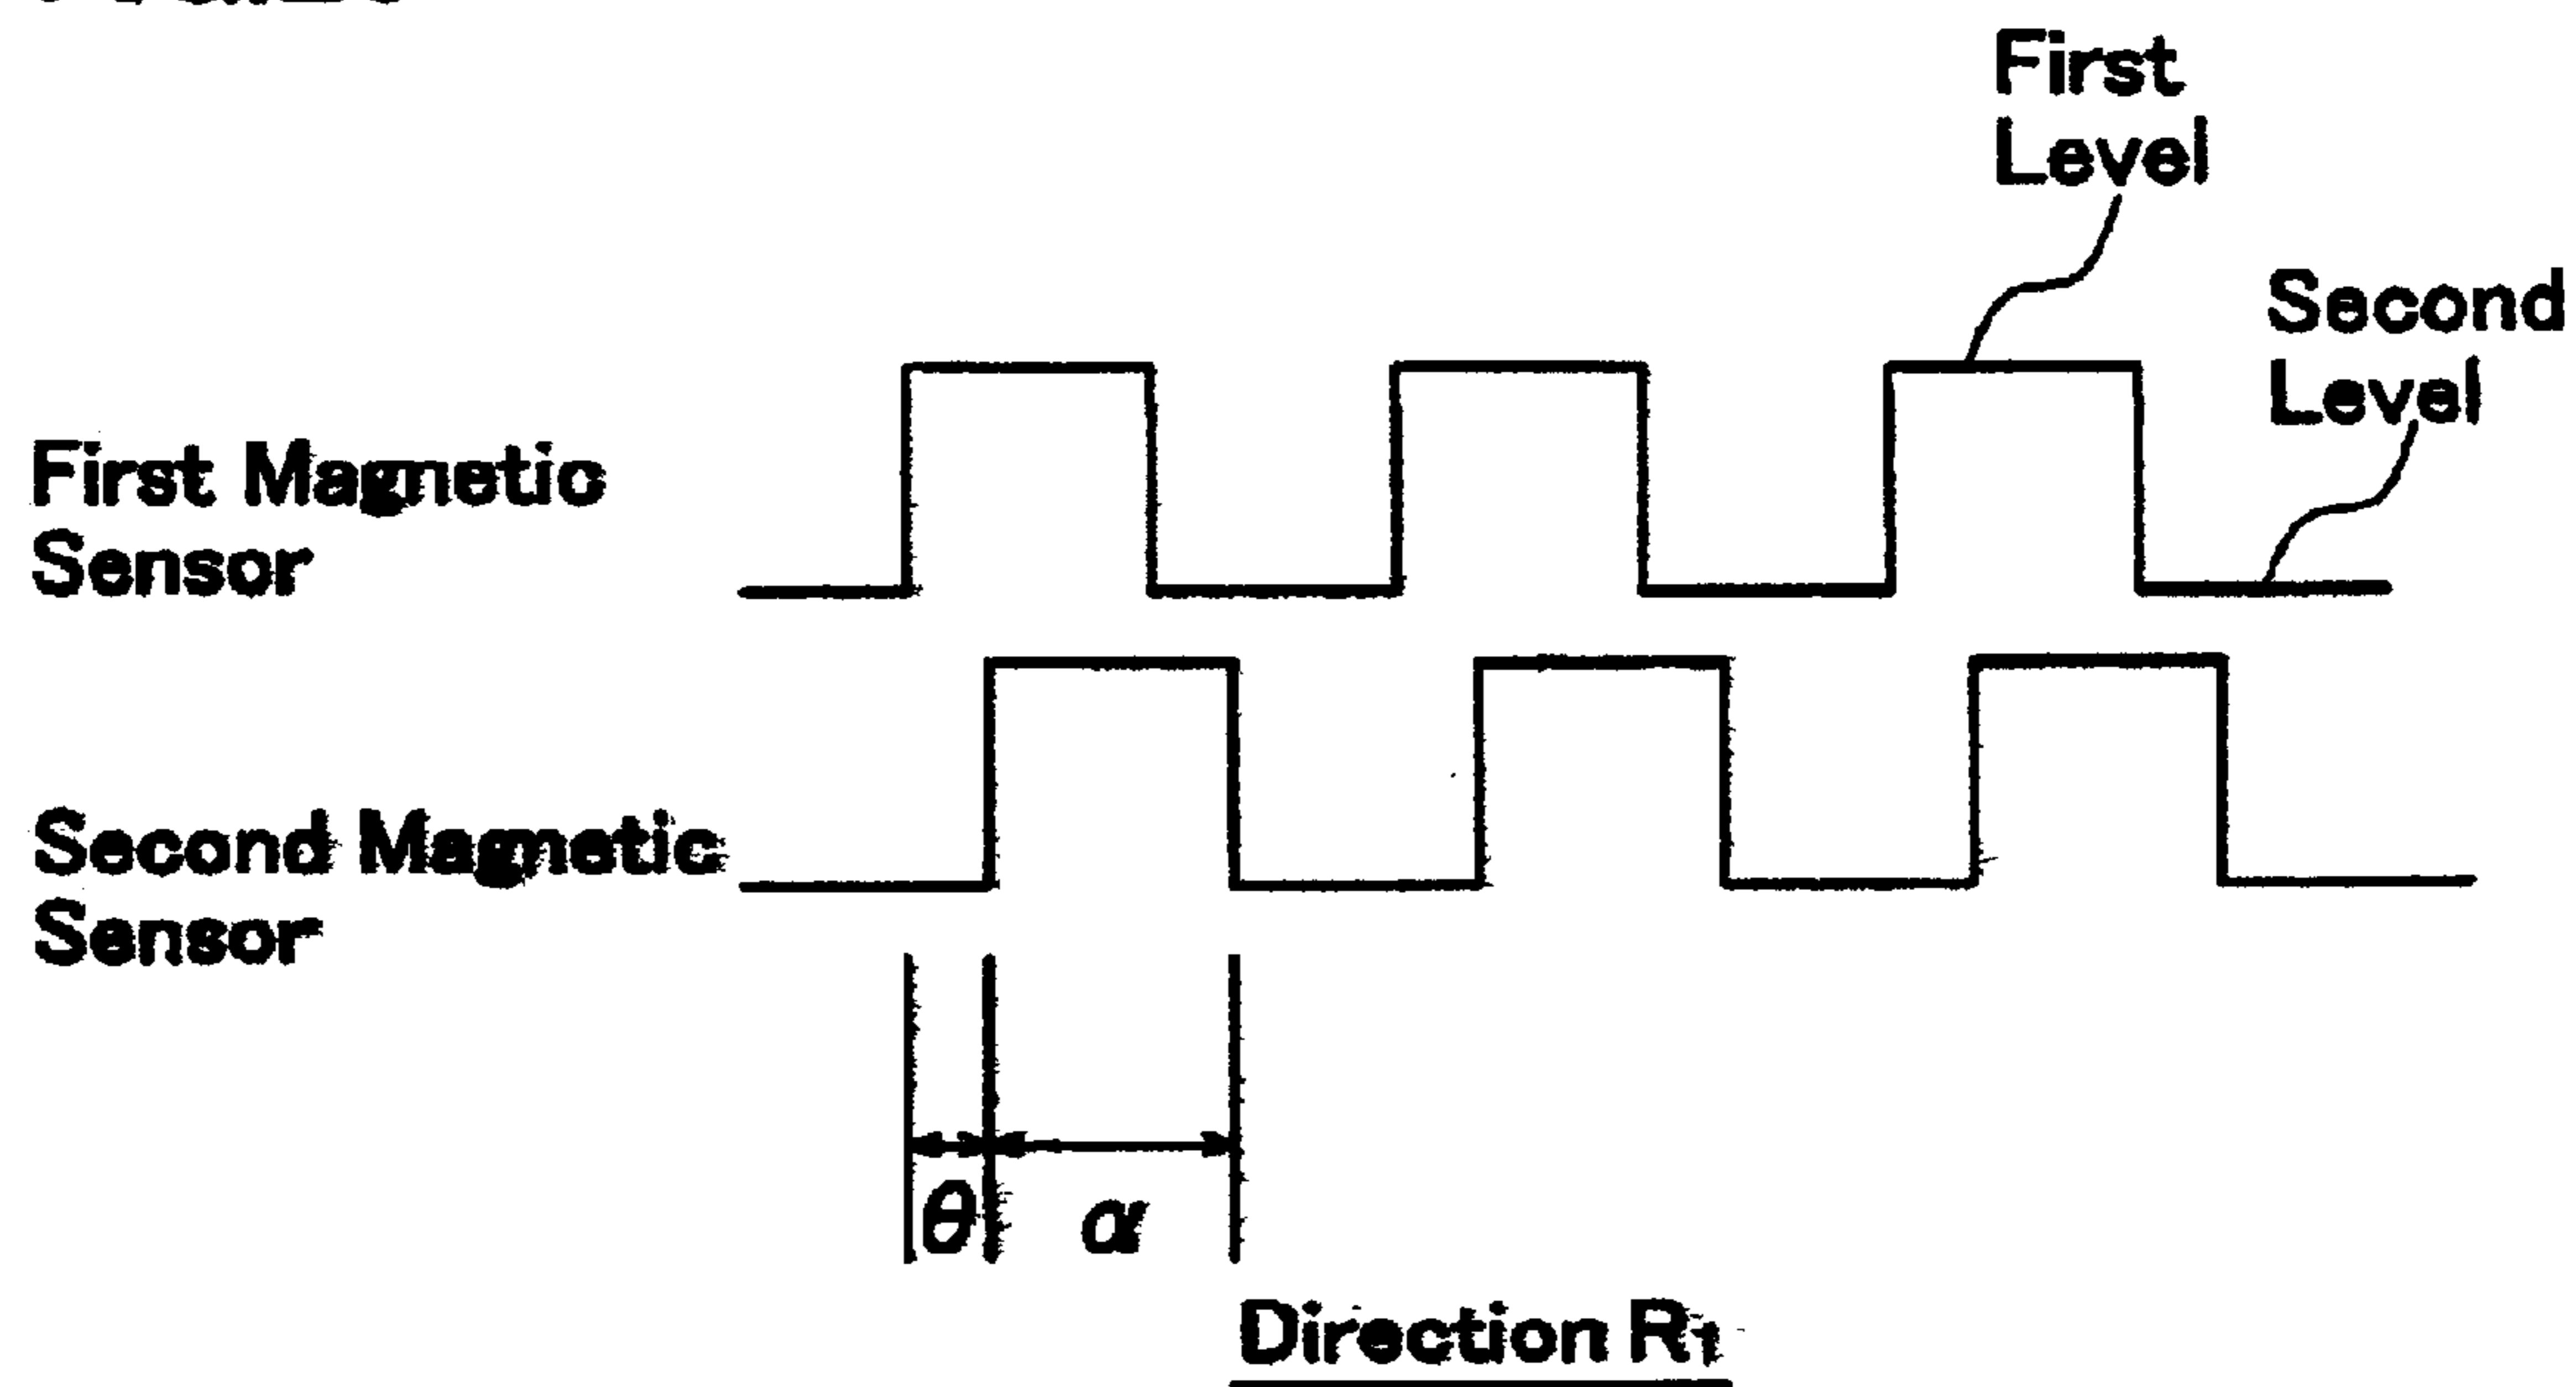 First
Level
Second
Level
First Magnetic
Sensor
Second Magnetic
Sensor
θ α
Direction R1